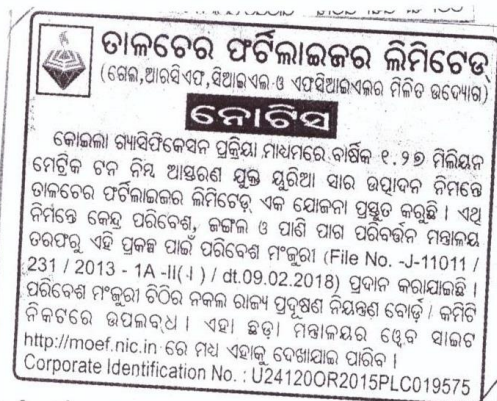 ତାଳଚେର ଫର୍ଟିଲାଇଜର ଲିମିଟେଡ୍
(ଗେଲ,ଆରସିଏଫ,ସିଆଇଏଲ ଓ ଏଫସିଆଇଏଲର ମିଳିତ ଉଦ୍ୟୋଗ)
ନୋଟିସ
କୋଇଲା ଗ୍ୟାସିଫିକେସନ ପ୍ରକ୍ରିୟା ମାଧ୍ୟମରେ ବାର୍ଷିକ ୧.୨୭ ମିଲିୟନ
ମେଟ୍ରିକ ଟନ ନିମ୍ନ ଆସ୍ତରଣ ଯୁକ୍ତ ୟୁରିଆ ସାର ଉତ୍ପାଦନ ନିମନ୍ତେ
ତାଳଚେର ଫର୍ଟିଲାଇଜର ଲିମିଟେଡ୍ ଏକ ଯୋଜନା ପ୍ରସ୍ତୁତ କରୁଛି । ଏଥି
ନିମନ୍ତେ କେନ୍ଦ୍ର ପରିବେଶ, ଜଙ୍ଗଲ ଓ ପାଣି ପାଗ ପରିବର୍ତ୍ତନ ମନ୍ତ୍ରାଳୟ
ତରଫରୁ ଏହି ପ୍ରକଳ୍ପ ପାଇଁ ପରିବେଶ ମଂଜୁରୀ (File No. -J-11011 /
231 / 2013 - 1A -II(-I ) / dt.09.02.2018) ପ୍ରଦାନ କରାଯାଇଛି ।
ପରିବେଶ ମଂଜୁରୀ ଚିଠିର ନକଲ ରାଜ୍ୟ ପ୍ରଦୂଷଣ ନିୟନ୍ତ୍ରଣ ବୋର୍ଡ଼ / କମିଟି
ନିକଟରେ ଉପଲବ୍ଧ । ଏହା ଛଡ଼ା ମନ୍ତ୍ରାଳୟର ୱେବ ସାଇଟ
http://moef.nic.in ରେ ମଧ୍ୟ ଏହାକୁ ଦେଖାଯାଇ ପାରିବ ।
Corporate Identification No. : U24120OR2015PLC019575